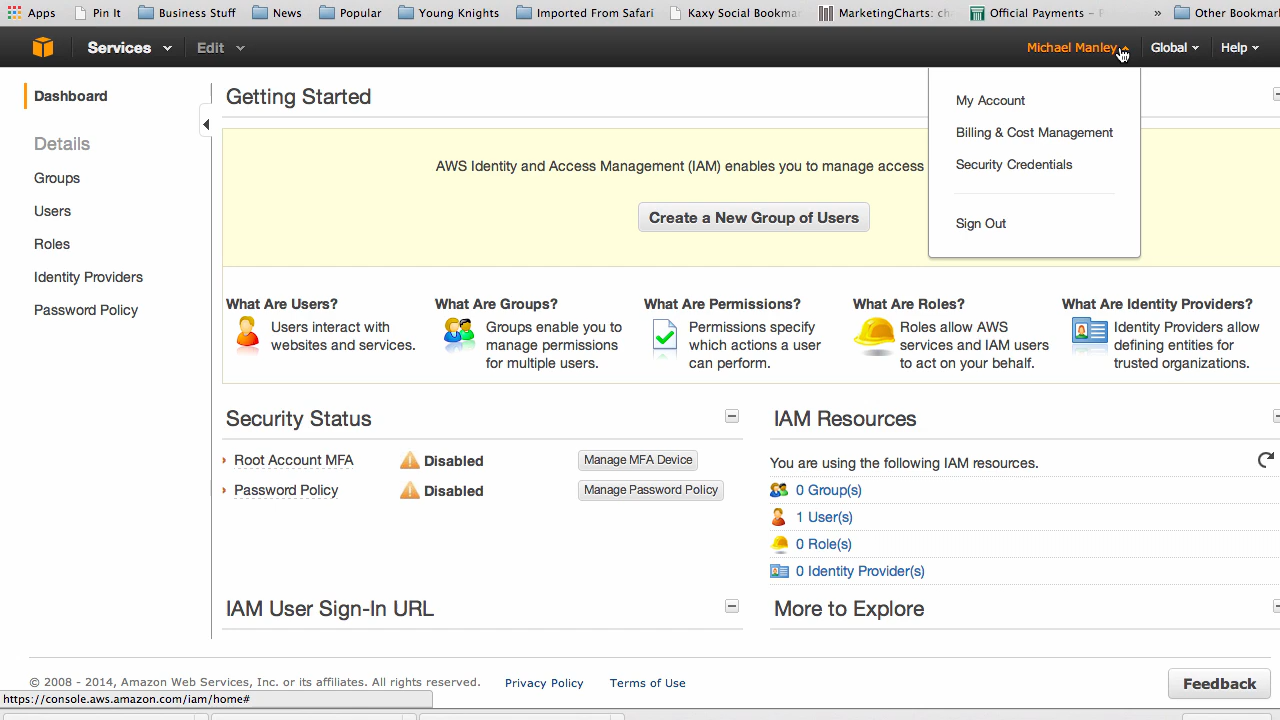 Apps Pin It Business Stuff News Popular Young Knights Imported From Safari Kaxy Social Bookma MarketingCharts: Official Payments – » Other Bookmar
Services Edit Michael Manley Global Help
Dashboard
Details
Groups
Users
Roles
Identity Providers
Password Policy
Getting Started
AWS Identity and Access Management (IAM) enables you to manage access
Create a New Group of Users
My Account
Billing & Cost Management
Security Credentials
Sign Out
What Are Users?
Users interact with
websites and services.
What Are Groups?
Groups enable you to
manage permissions
for multiple users.
What Are Permissions?
Permissions specify
which actions a user
can perform.
What Are Roles?
Roles allow AWS
services and IAM users
to act on your behalf.
What Are Identity Providers?
Identity Providers allow
defining entities for
trusted organizations.
Security Status
Root Account MFA Disabled Manage MFA Device
Password Policy Disabled Manage Password Policy
IAM Resources
You are using the following IAM resources.
0 Group(s)
1 User(s)
0 Role(s)
0 Identity Provider(s)
IAM User Sign-In URL
More to Explore
© 2008 - 2014, Amazon Web Services, Inc. or its affiliates. All rights reserved. Privacy Policy Terms of Use
Feedback
https://console.aws.amazon.com/iam/home#